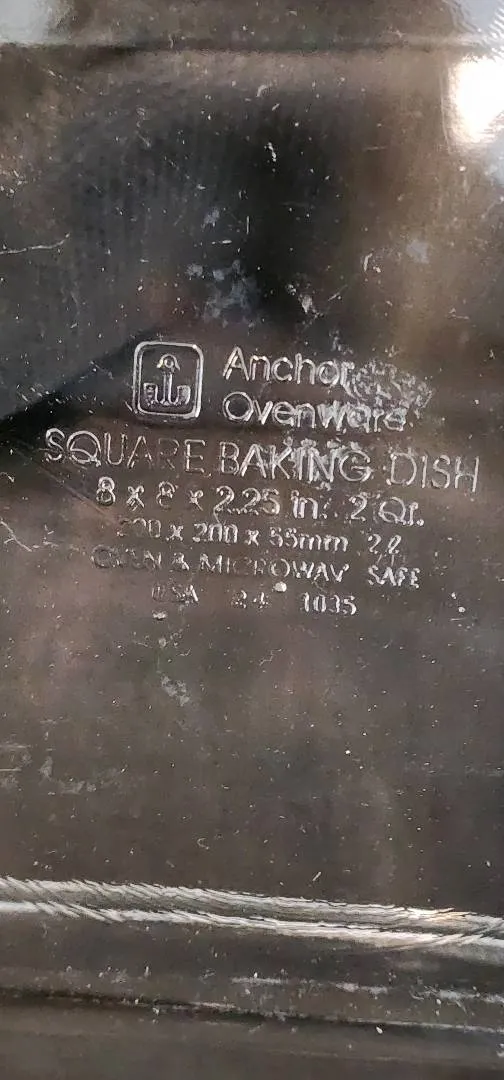 Anchor
Ovenware
SQUARE BAKING DISH
8 x 8 x 2.25 in. 2 Qt.
200 x 200 x 55mm 2ℓ
OVEN & MICROWAVE SAFE
USA 24 1035